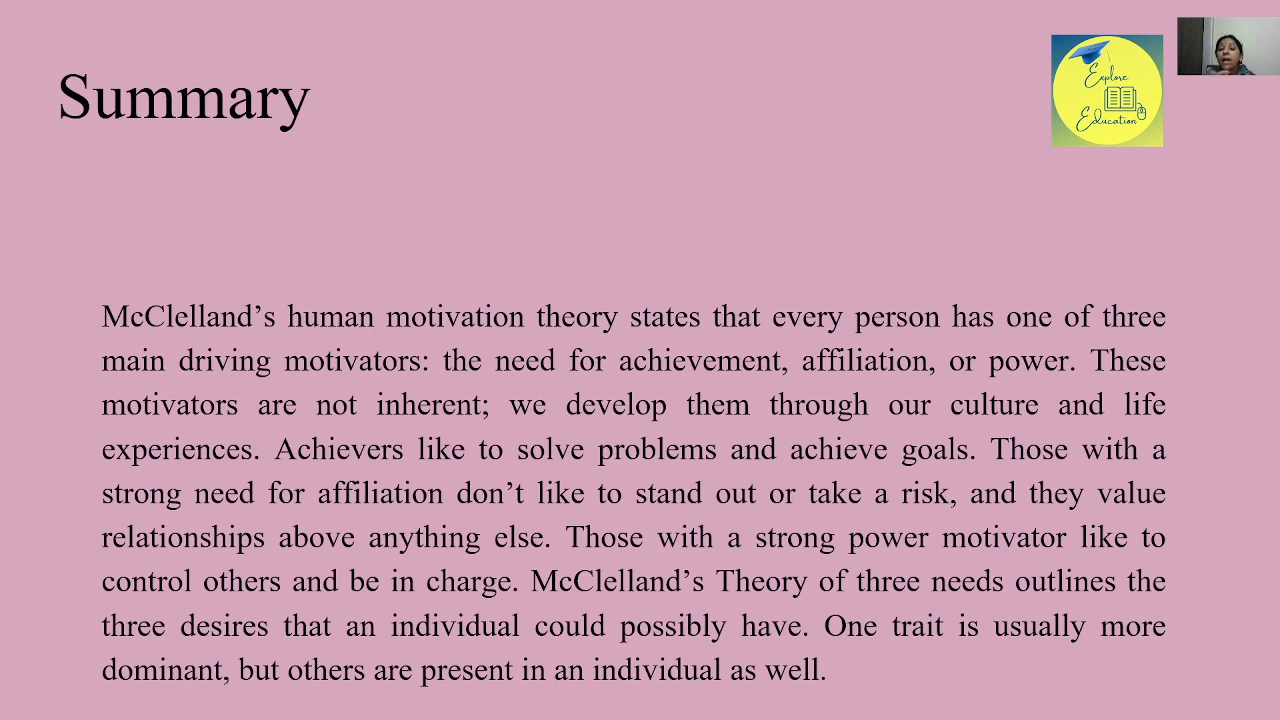 Summary
Explore
Education
McClelland’s human motivation theory states that every person has one of three
main driving motivators: the need for achievement, affiliation, or power. These
motivators are not inherent; we develop them through our culture and life
experiences. Achievers like to solve problems and achieve goals. Those with a
strong need for affiliation don’t like to stand out or take a risk, and they value
relationships above anything else. Those with a strong power motivator like to
control others and be in charge. McClelland’s Theory of three needs outlines the
three desires that an individual could possibly have. One trait is usually more
dominant, but others are present in an individual as well.